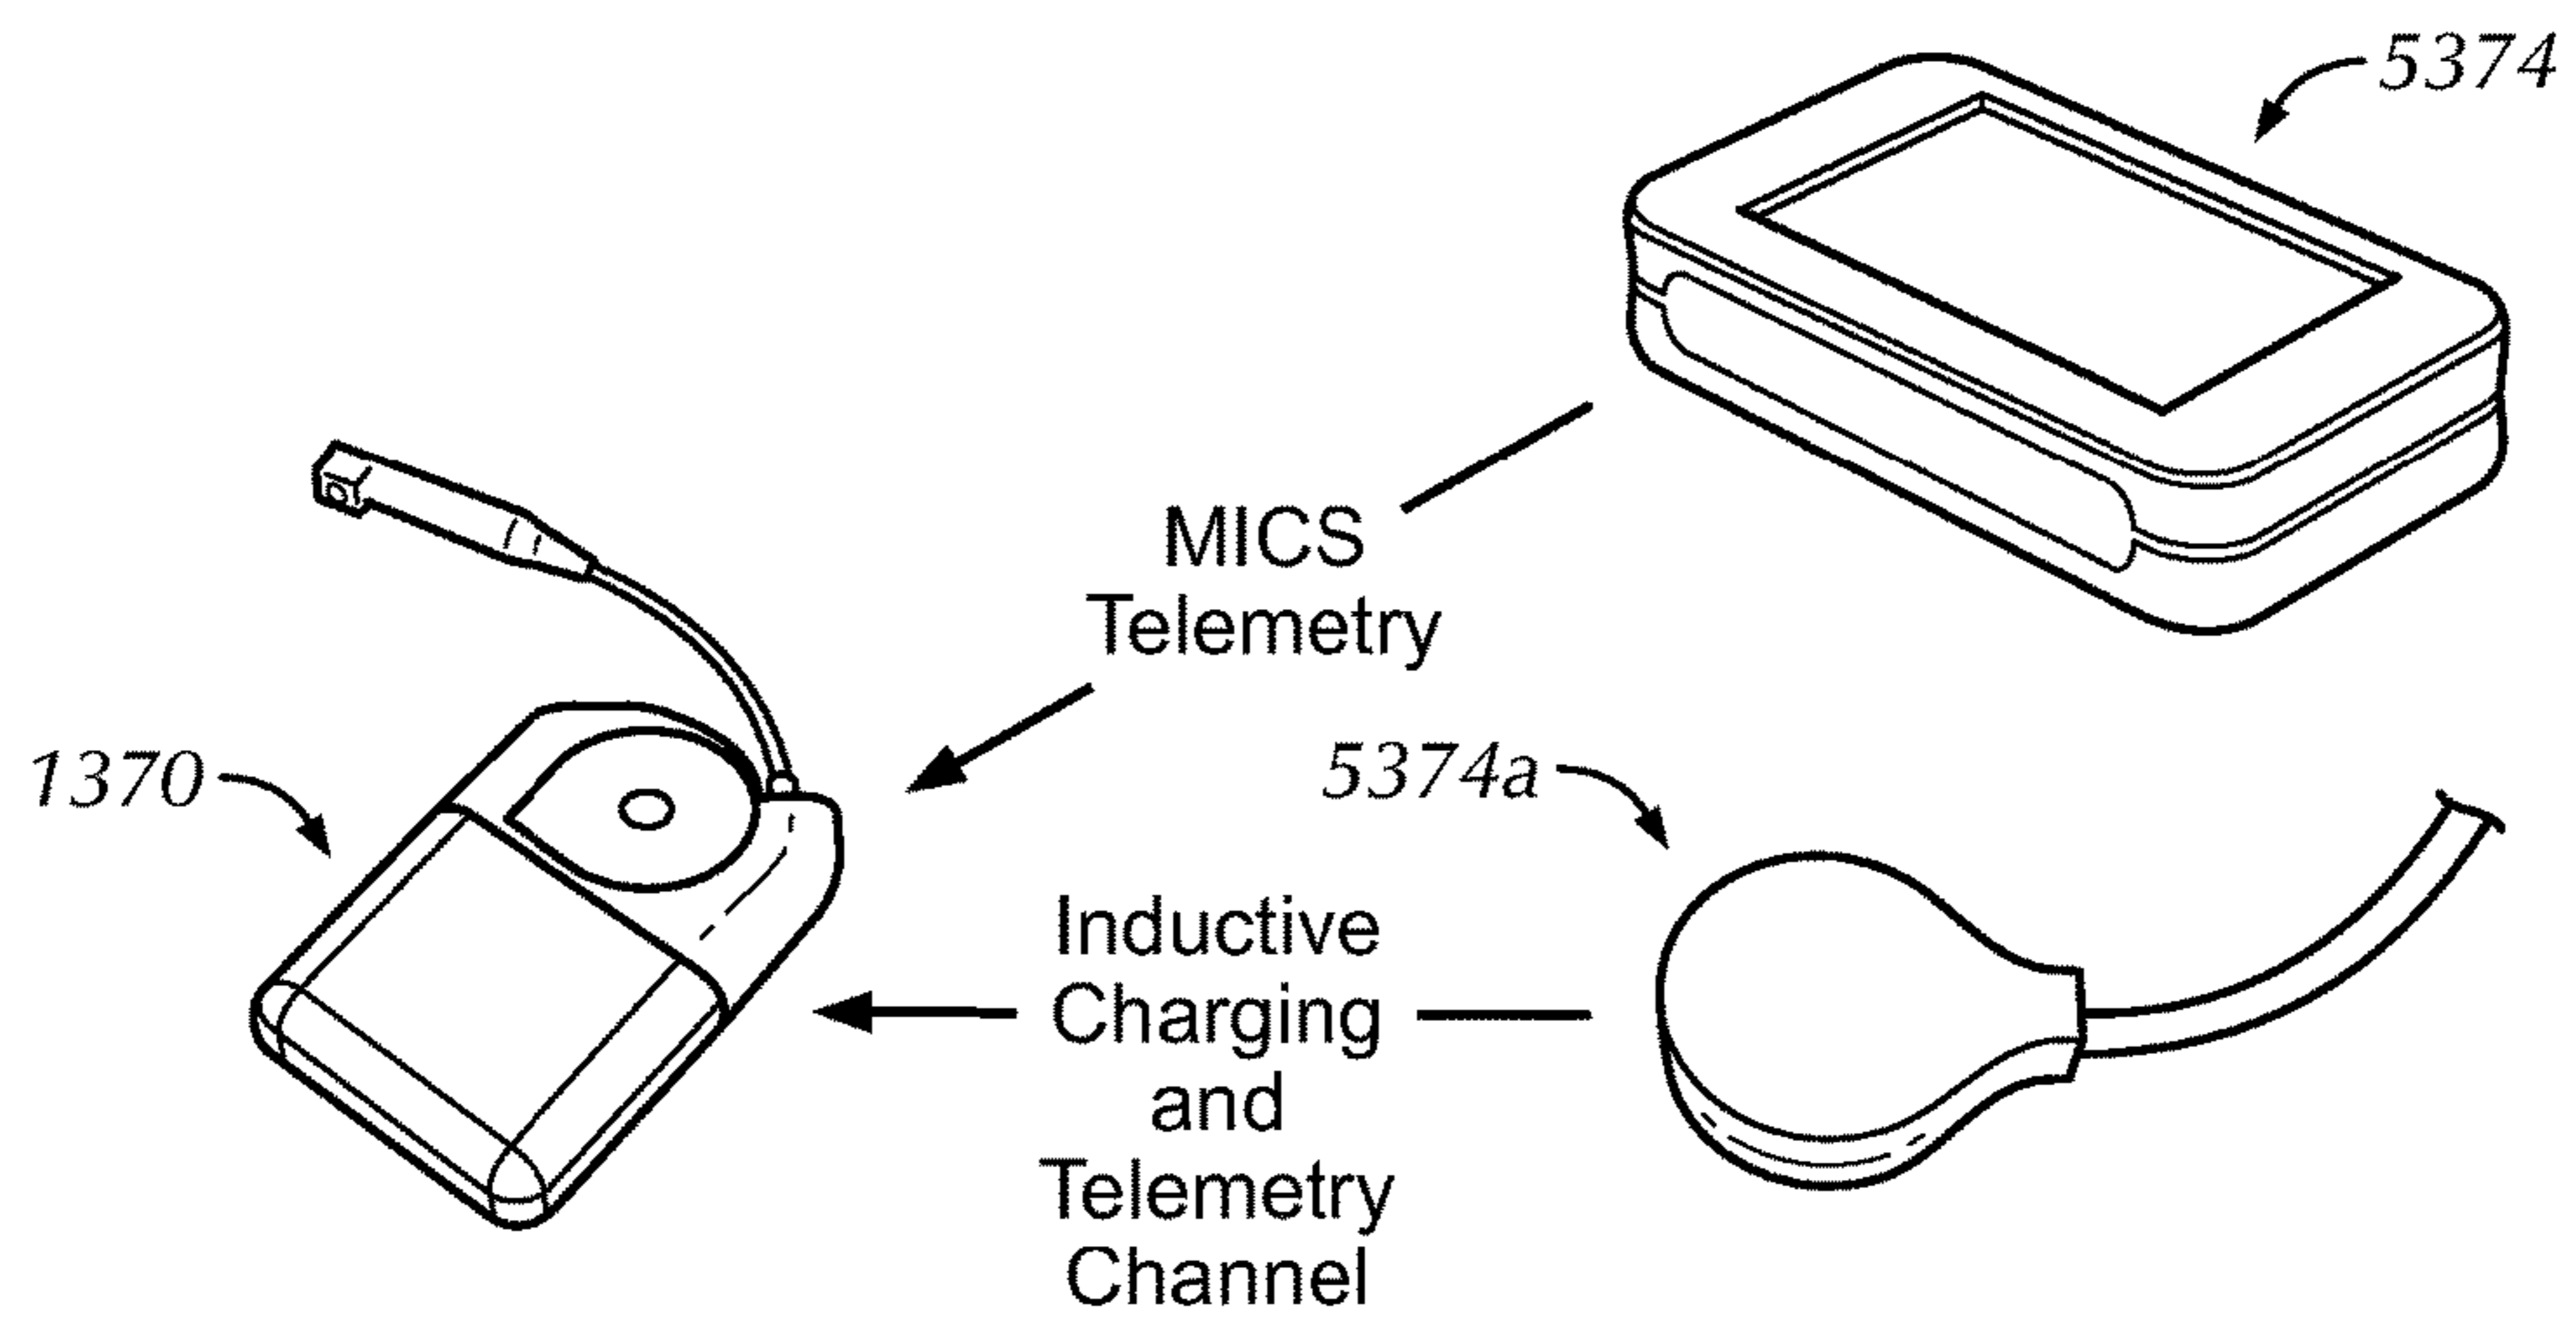 5374
MICS
Telemetry
1370
5374a
Inductive
Charging
and
Telemetry
Channel